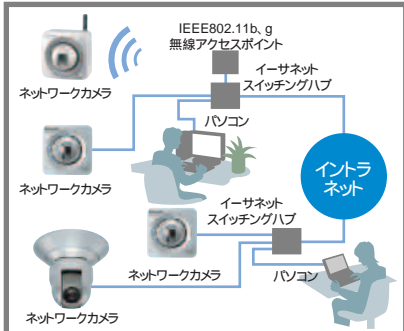 IEEE802.11b、g
無線アクセスポイント
ネットワークカメラ
イーサネット
スイッチングハブ
パソコン
ネットワークカメラ
イントラ
ネット
イーサネット
スイッチングハブ
ネットワークカメラ
パソコン
ネットワークカメラ